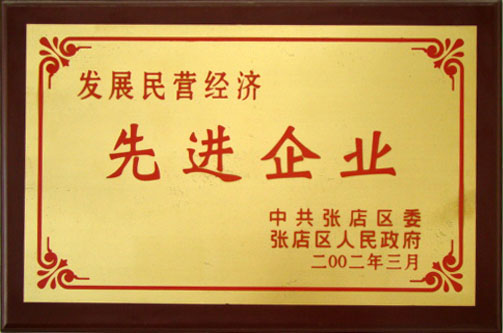 发展民营经济
先进企业
中共张店区委
张店区人民政府
二00二年三月